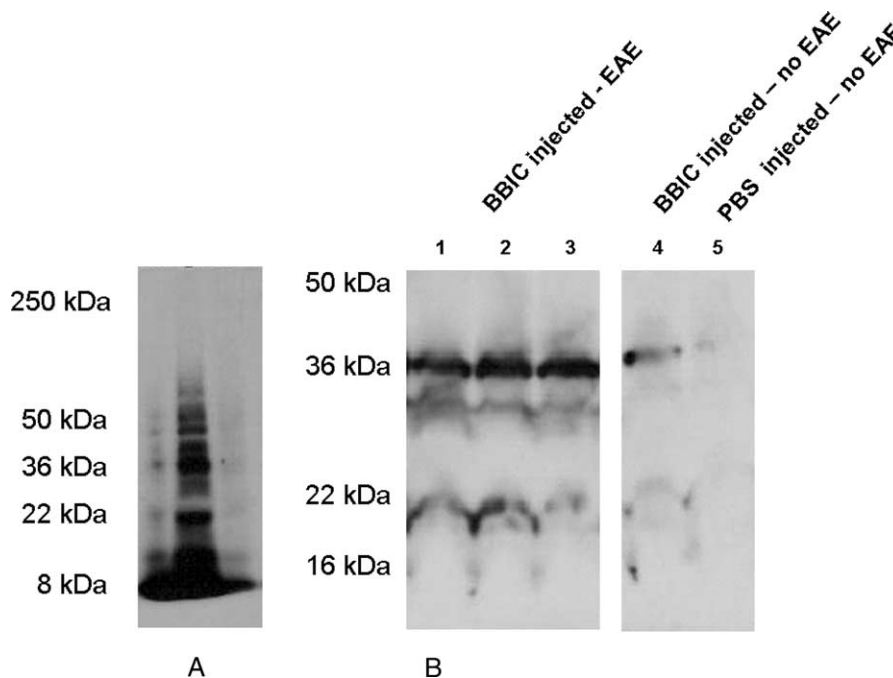 BBIC injected - EAE
BBIC injected – no EAE
PBS injected – no EAE
1 2 3 4 5
250 kDa
50 kDa
36 kDa
22 kDa
8 kDa
50 kDa
36 kDa
22 kDa
16 kDa
A
B